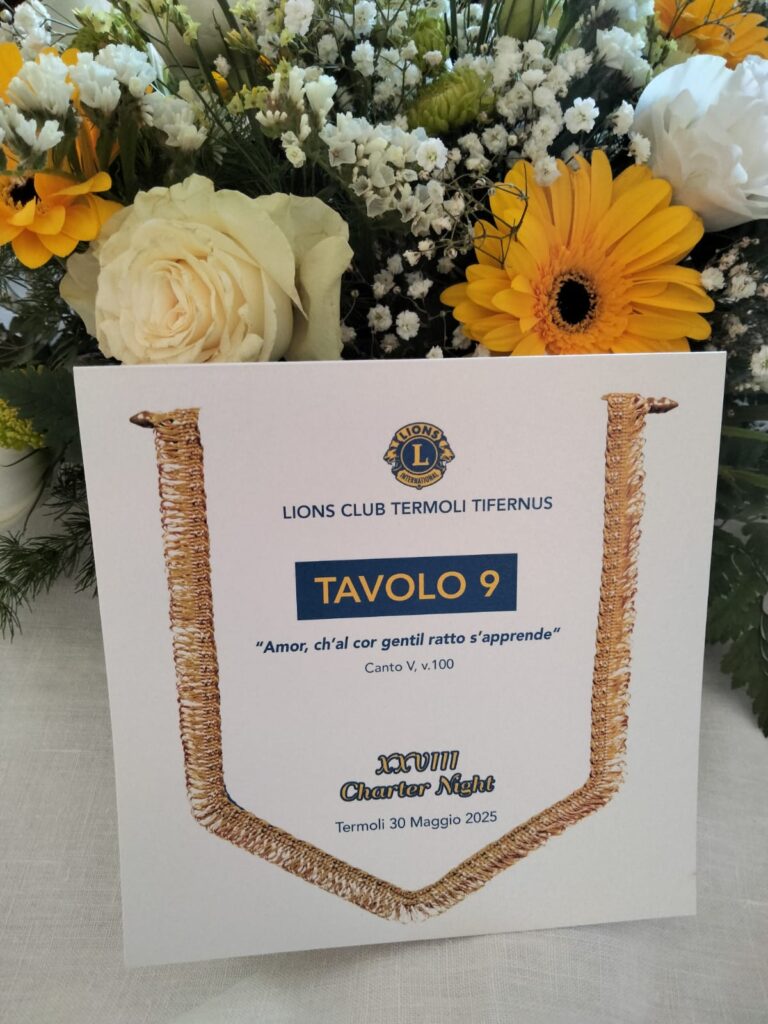 LIONS
L
INTERNATIONAL
LIONS CLUB TERMOLI TIFERNUS
TAVOLO 9
“Amor, ch’al cor gentil ratto s’apprende”
Canto V, v.100
XXVIII
Charter Night
Termoli 30 Maggio 2025